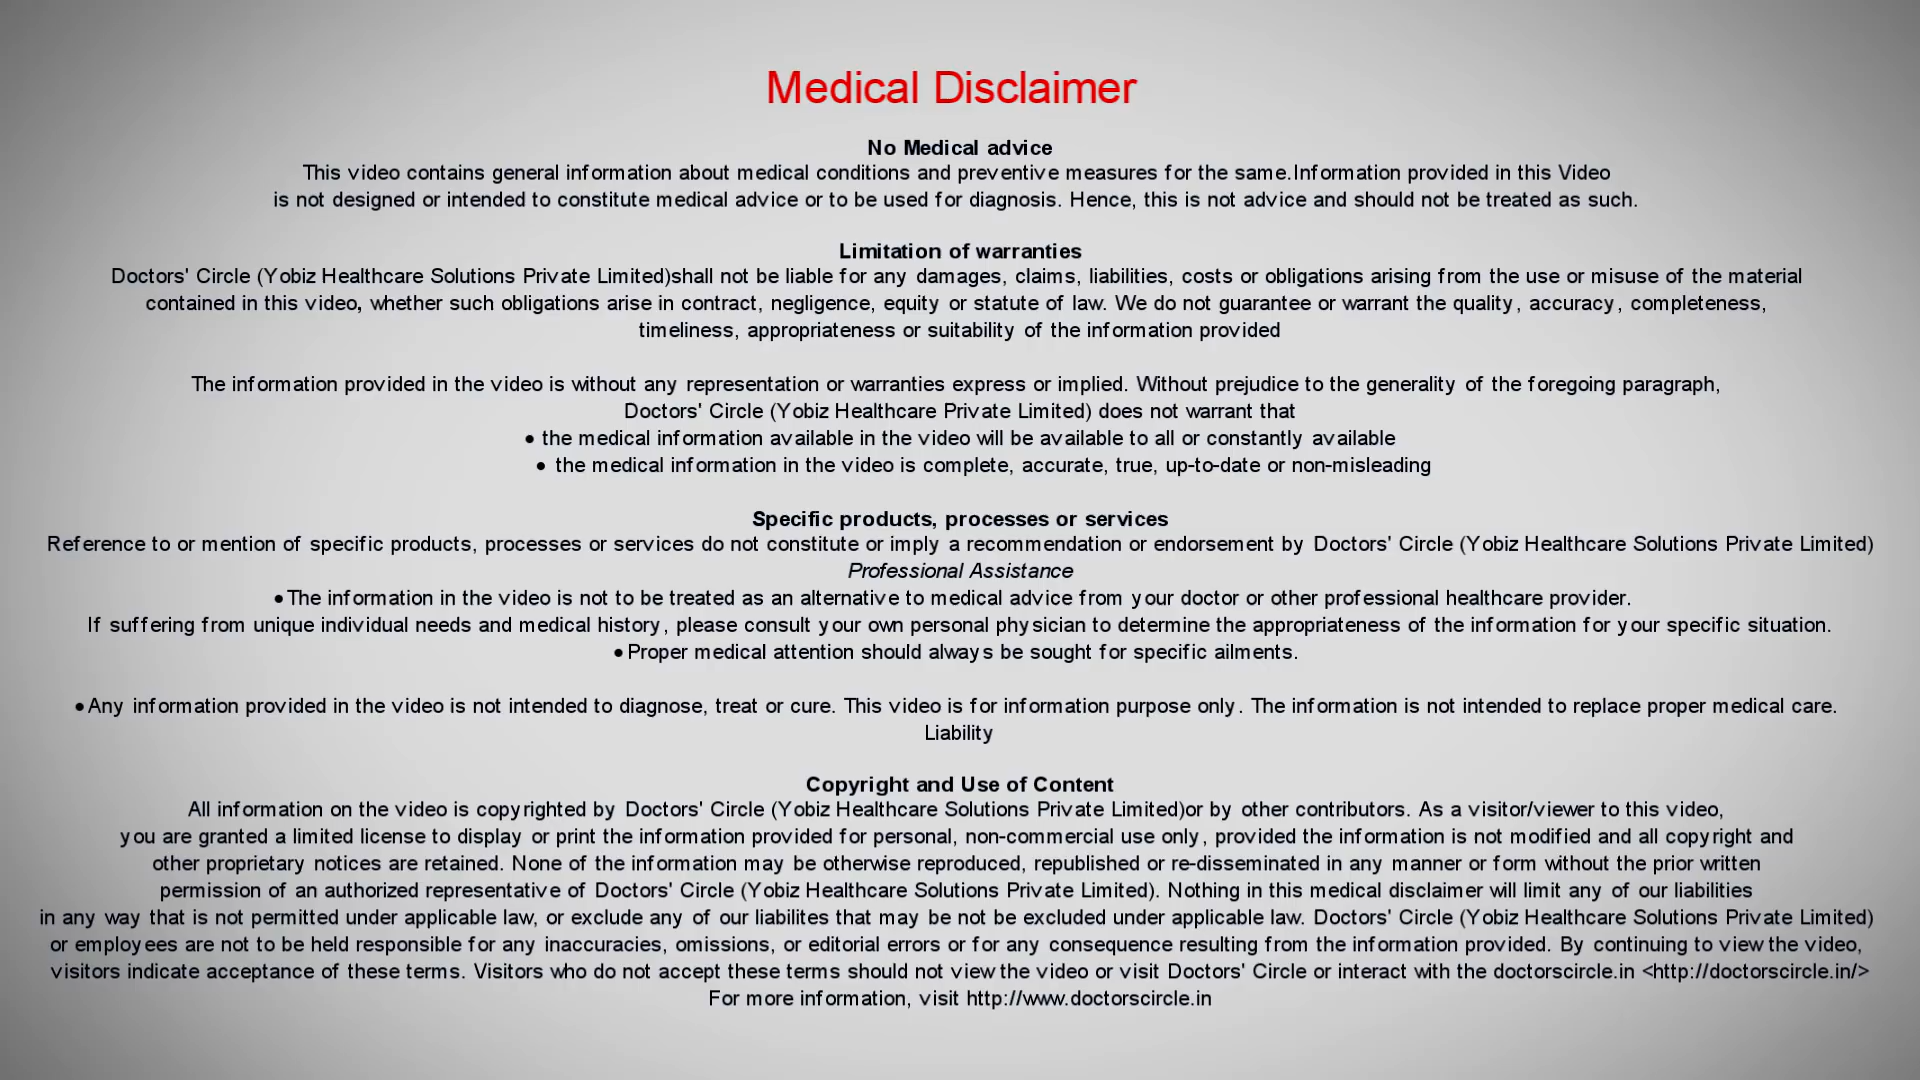 Medical Disclaimer
No Medical advice
This video contains general information about medical conditions and preventive measures for the same.Information provided in this Video
is not designed or intended to constitute medical advice or to be used for diagnosis. Hence, this is not advice and should not be treated as such.
Limitation of warranties
Doctors' Circle (Yobiz Healthcare Solutions Private Limited)shall not be liable for any damages, claims, liabilities, costs or obligations arising from the use or misuse of the material
contained in this video, whether such obligations arise in contract, negligence, equity or statute of law. We do not guarantee or warrant the quality, accuracy, completeness,
timeliness, appropriateness or suitability of the information provided
The information provided in the video is without any representation or warranties express or implied. Without prejudice to the generality of the foregoing paragraph,
Doctors' Circle (Yobiz Healthcare Private Limited) does not warrant that
• the medical information available in the video will be available to all or constantly available
• the medical information in the video is complete, accurate, true, up-to-date or non-misleading
Specific products, processes or services
Reference to or mention of specific products, processes or services do not constitute or imply a recommendation or endorsement by Doctors' Circle (Yobiz Healthcare Solutions Private Limited)
Professional Assistance
•The information in the video is not to be treated as an alternative to medical advice from your doctor or other professional healthcare provider.
If suffering from unique individual needs and medical history, please consult your own personal physician to determine the appropriateness of the information for your specific situation.
•Proper medical attention should always be sought for specific ailments.
•Any information provided in the video is not intended to diagnose, treat or cure. This video is for information purpose only. The information is not intended to replace proper medical care.
Liability
Copyright and Use of Content
All information on the video is copyrighted by Doctors' Circle (Yobiz Healthcare Solutions Private Limited)or by other contributors. As a visitor/viewer to this video,
you are granted a limited license to display or print the information provided for personal, non-commercial use only, provided the information is not modified and all copyright and
other proprietary notices are retained. None of the information may be otherwise reproduced, republished or re-disseminated in any manner or form without the prior written
permission of an authorized representative of Doctors' Circle (Yobiz Healthcare Solutions Private Limited). Nothing in this medical disclaimer will limit any of our liabilities
in any way that is not permitted under applicable law, or exclude any of our liabilites that may be not be excluded under applicable law. Doctors' Circle (Yobiz Healthcare Solutions Private Limited)
or employees are not to be held responsible for any inaccuracies, omissions, or editorial errors or for any consequence resulting from the information provided. By continuing to view the video,
visitors indicate acceptance of these terms. Visitors who do not accept these terms should not view the video or visit Doctors' Circle or interact with the doctorscircle.in <http://doctorscircle.in/>
For more information, visit http://www.doctorscircle.in